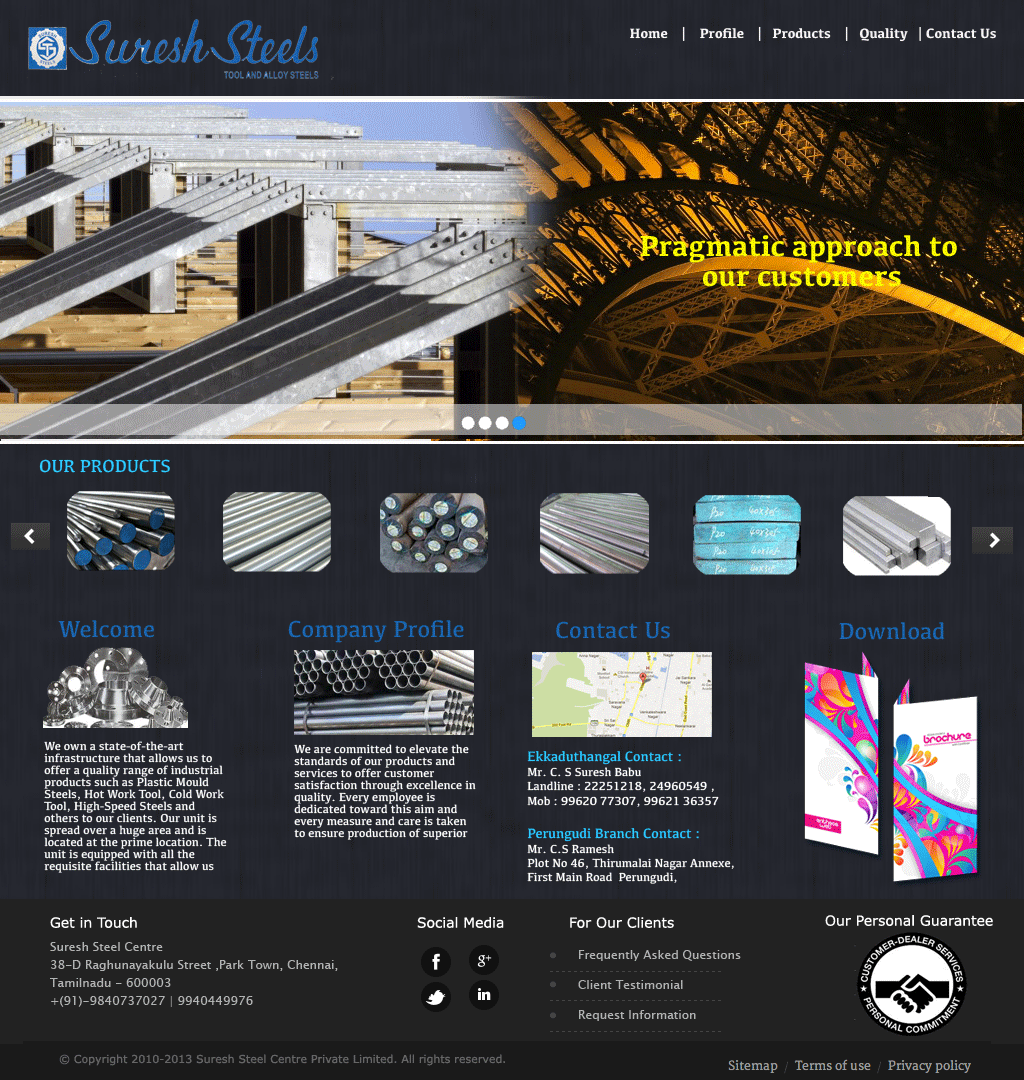 Suresh Steels
TOOL AND ALLOY STEELS
Home | Profile | Products | Quality | Contact Us
Pragmatic approach to
our customers
OUR PRODUCTS
P20 40x305
P20 40x305
P20 40x305
P20 40x305
Welcome
We own a state-of-the-art
infrastructure that allows us to
offer a quality range of industrial
products such as Plastic Mould
Steels, Hot Work Tool, Cold Work
Tool, High-Speed Steels and
others to our clients. Our unit is
spread over a huge area and is
located at the prime location. The
unit is equipped with all the
requisite facilities that allow us
Company Profile
We are committed to elevate the
standards of our products and
services to offer customer
satisfaction through excellence in
quality. Every employee is
dedicated toward this aim and
every measure and care is taken
to ensure production of superior
Contact Us
Ekkaduthangal Contact :
Mr. C. S Suresh Babu
Landline : 22251218, 24960549 ,
Mob : 99620 77307, 99621 36357
Perungudi Branch Contact :
Mr. C.S Ramesh
Plot No 46, Thirumalai Nagar Annexe,
First Main Road Perungudi,
Download
brochure
Get in Touch
Suresh Steel Centre
38-D Raghunayakulu Street ,Park Town, Chennai,
Tamilnadu - 600003
+(91)-9840737027 | 9940449976
Social Media
f
g+
in
For Our Clients
Frequently Asked Questions
Client Testimonial
Request Information
Our Personal Guarantee
CUSTOMER-DEALER SERVICES
PERSONAL COMMITMENT
© Copyright 2010-2013 Suresh Steel Centre Private Limited. All rights reserved.
Sitemap / Terms of use / Privacy policy